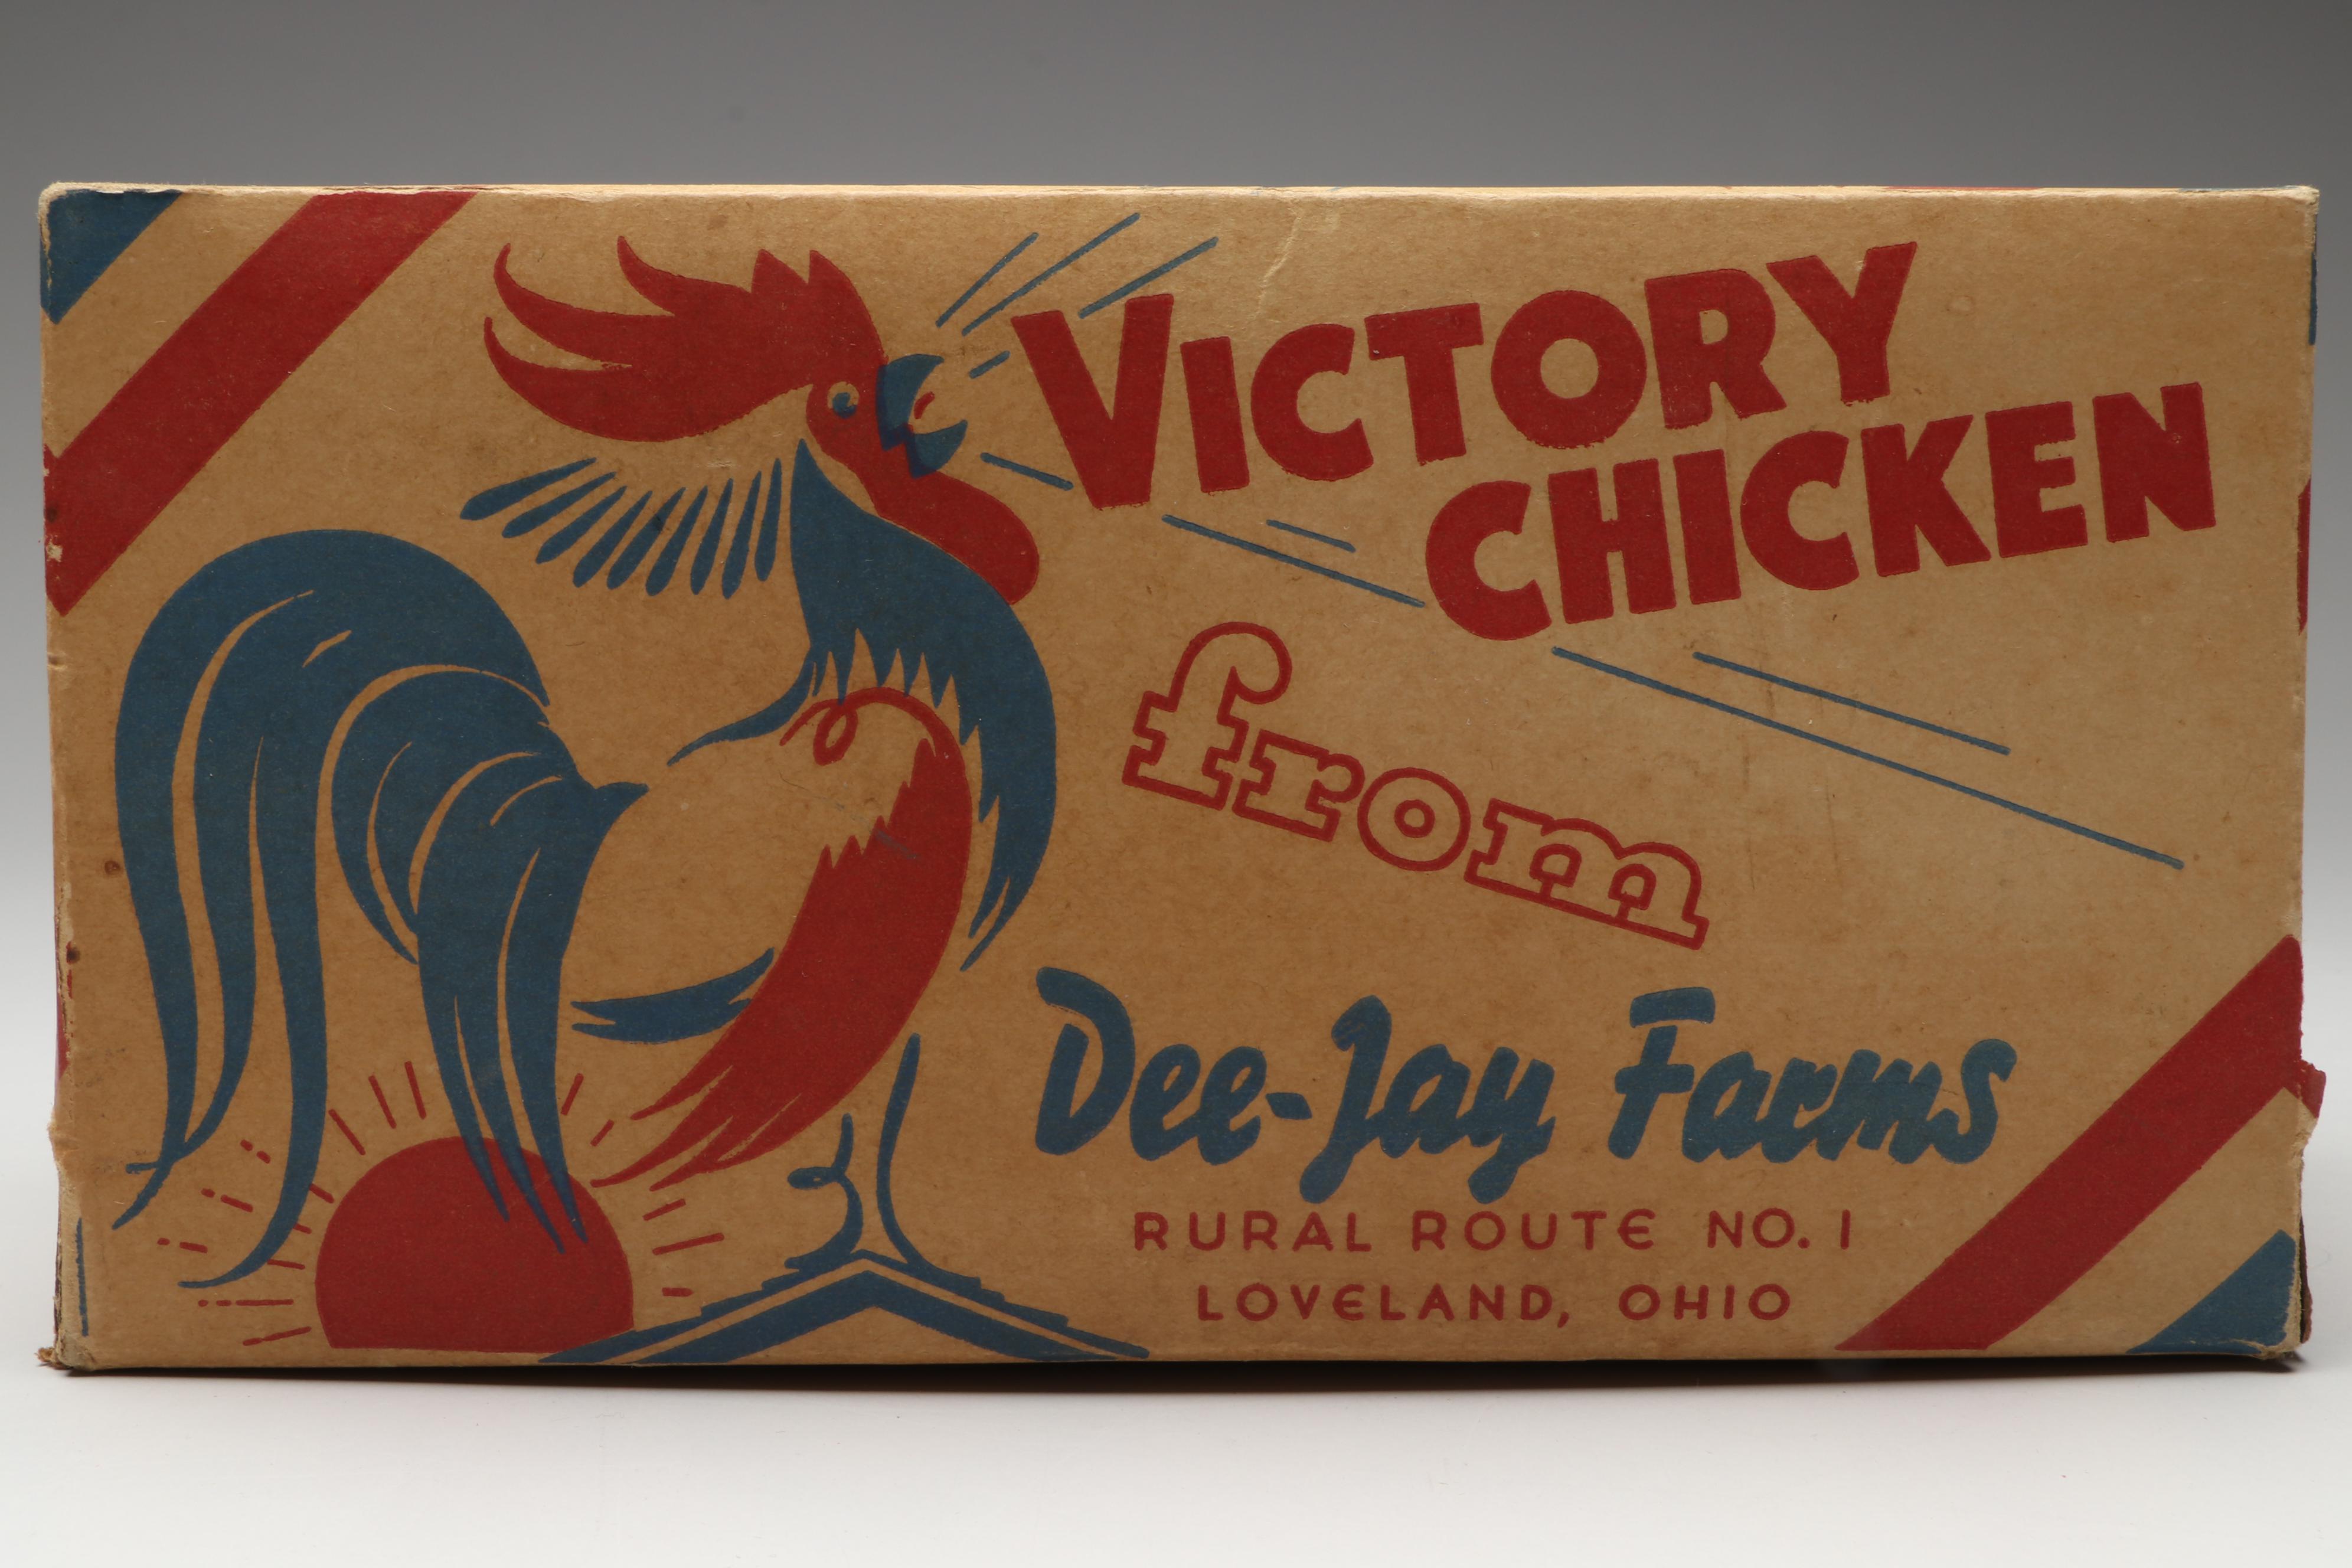 VICTORY
CHICKEN
from
Dee-Jay Farms
RURAL ROUTE NO. 1
LOVELAND, OHIO